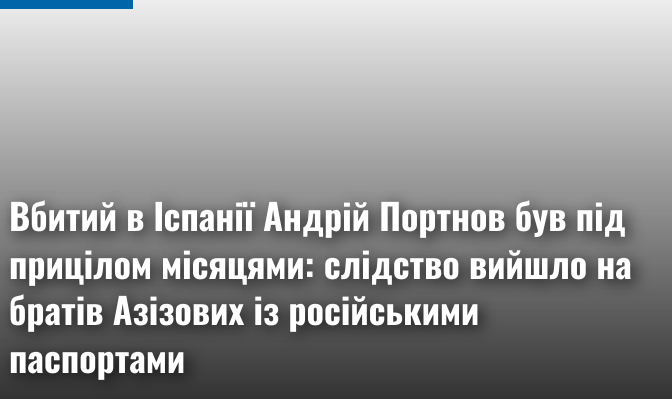 Вбитий в Іспанії Андрій Портнов був під
прицілом місяцями: слідство вийшло на
братів Азізових із російськими
паспортами